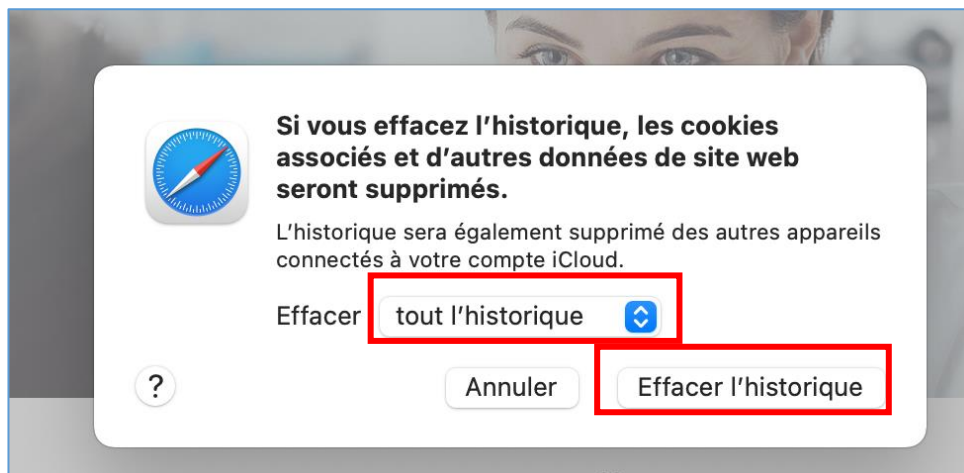 Si vous effacez l’historique, les cookies
associés et d’autres données de site web
seront supprimés.
L’historique sera également supprimé des autres appareils
connectés à votre compte iCloud.
Effacer tout l’historique
? Annuler Effacer l’historique